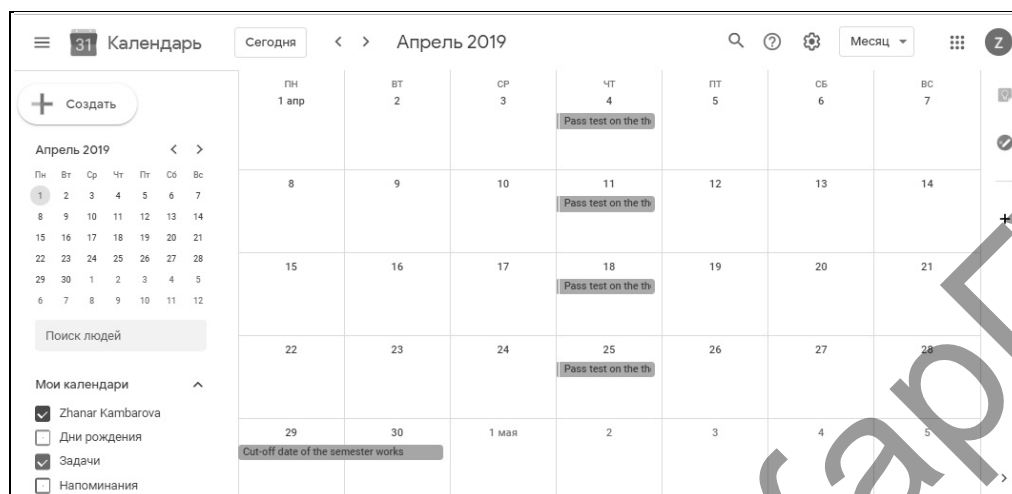 31 Календарь Сегодня < > Апрель 2019 Месяц Z
ПН ВТ СР ЧТ ПТ СБ ВС
1 апр 2 3 4 5 6 7
Создать
Pass test on the th
Апрель 2019 < >
Пн Вт Ср Чт Пт Сб Вс
1 2 3 4 5 6 7
8 9 10 11 12 13 14
15 16 17 18 19 20 21
22 23 24 25 26 27 28
29 30 1 2 3 4 5
6 7 8 9 10 11 12
Поиск людей
Мои календари
Zhanar Kambarova
Дни рождения
Задачи
Напоминания
8 9 10 11 12 13 14
Pass test on the th
15 16 17 18 19 20 21
Pass test on the th
22 23 24 25 26 27 28
Pass test on the th
29 30 1 мая 2 3 4 5
Cut-off date of the semester works